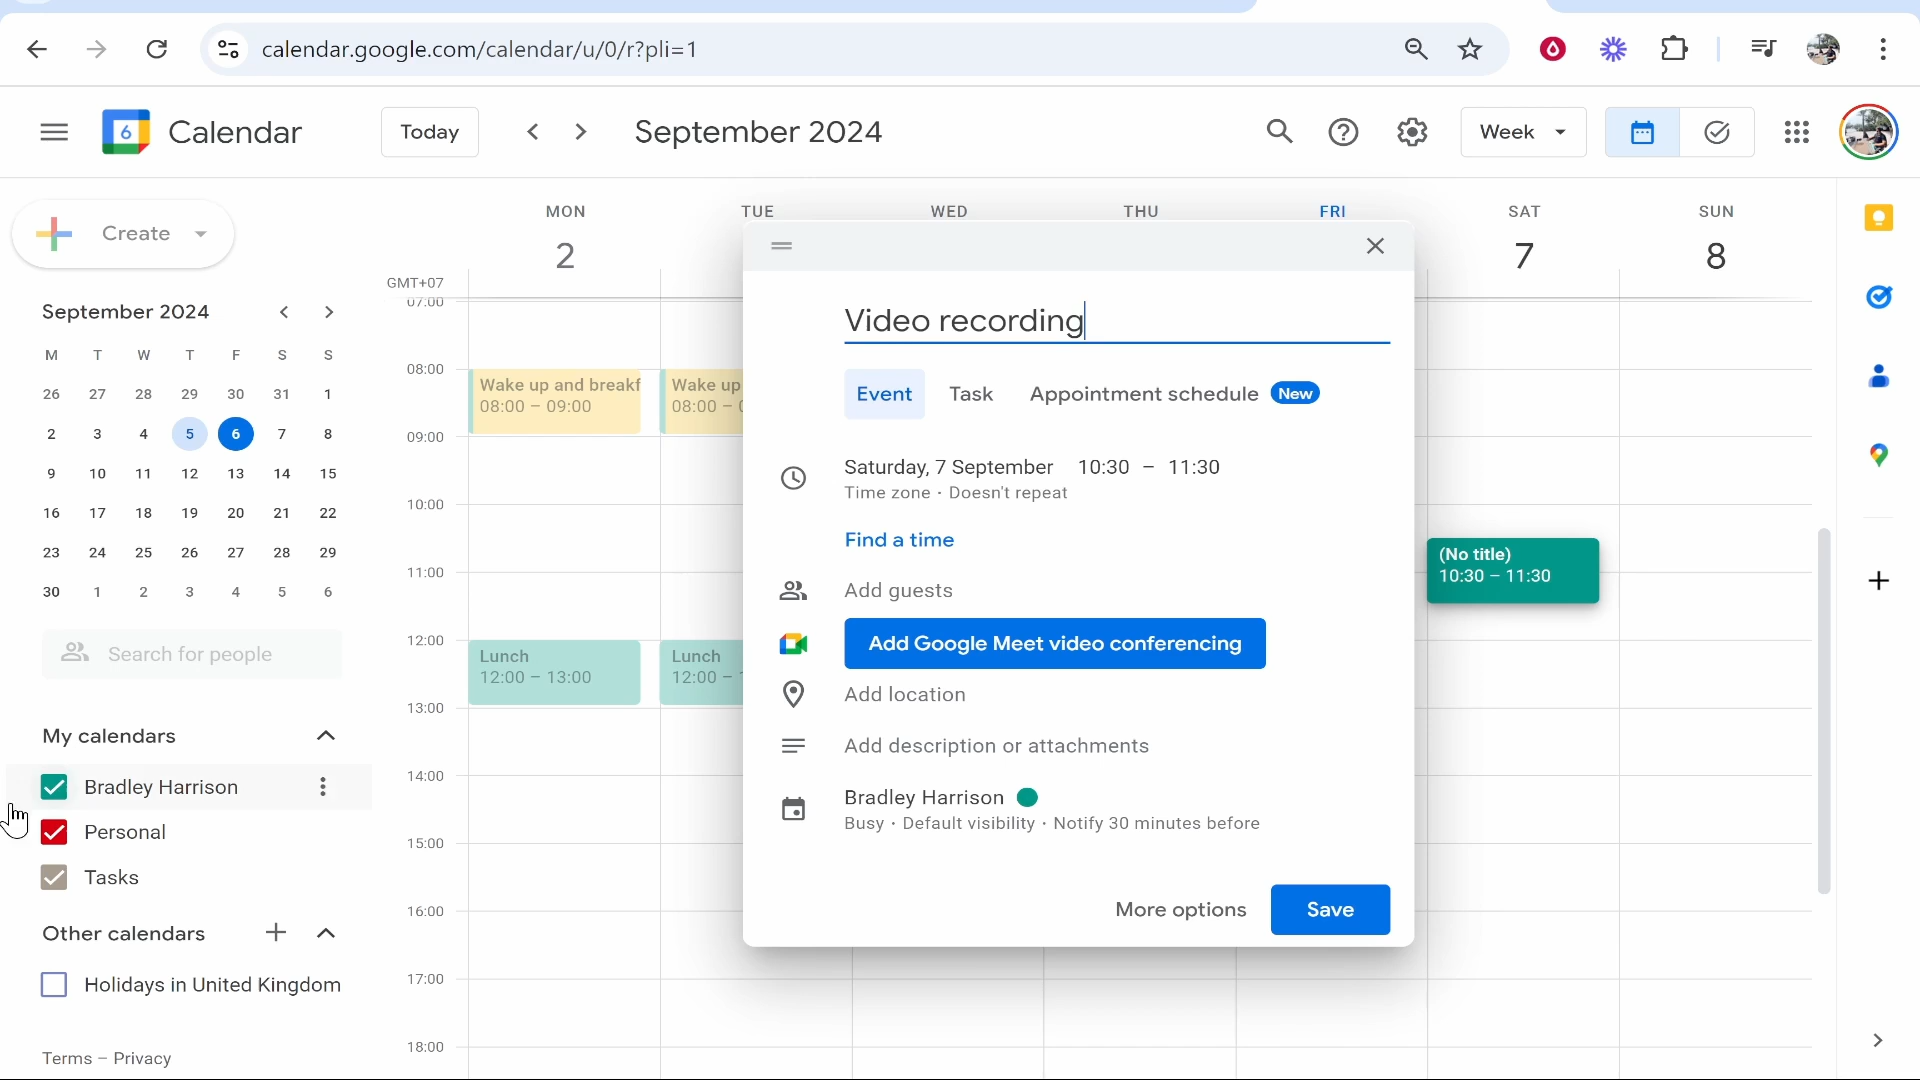 calendar.google.com/calendar/u/0/r?pli=1
6 Calendar Today September 2024 Week
Create
September 2024
M T W T F S S
26 27 28 29 30 31 1
2 3 4 5 6 7 8
9 10 11 12 13 14 15
16 17 18 19 20 21 22
23 24 25 26 27 28 29
30 1 2 3 4 5 6
Search for people
My calendars
Bradley Harrison
Personal
Tasks
Other calendars
Holidays in United Kingdom
Terms – Privacy
MON TUE WED THU FRI SAT SUN
2 7 8
GMT+07
07:00
08:00
09:00
10:00
11:00
12:00
13:00
14:00
15:00
16:00
17:00
18:00
Wake up and breakf
08:00 – 09:00
Wake up
08:00 –
Lunch
12:00 – 13:00
Lunch
12:00 –
Video recording
Event Task Appointment schedule New
Saturday, 7 September 10:30 – 11:30
Time zone · Doesn't repeat
Find a time
Add guests
Add Google Meet video conferencing
Add location
Add description or attachments
Bradley Harrison
Busy · Default visibility · Notify 30 minutes before
More options Save
(No title)
10:30 – 11:30